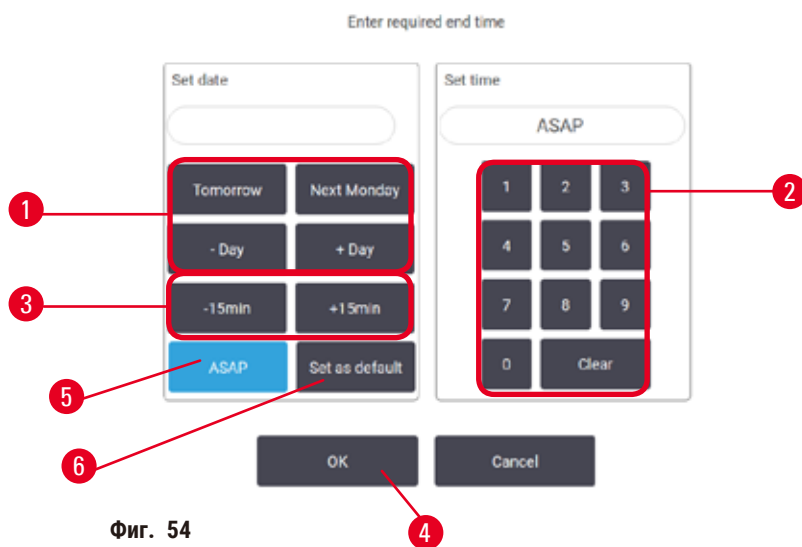 Enter required end time
Set date
Set time
ASAP
Tomorrow
Next Monday
1
2
3
1
2
- Day
+ Day
4
5
6
3
-15min
+15min
7
8
9
ASAP
Set as default
0
Clear
5
6
OK
Cancel
Фиг. 54
4